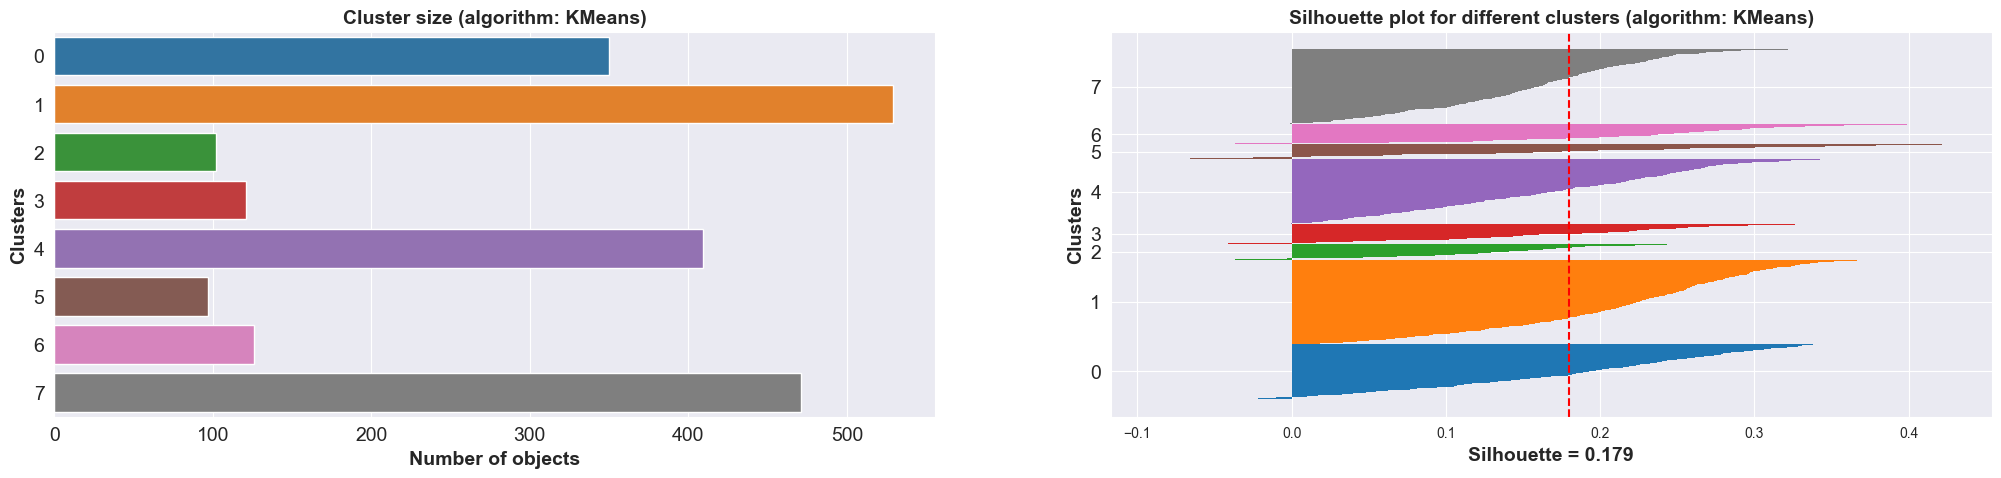 Cluster size (algorithm: KMeans)
Clusters
0
1
2
3
4
5
6
7
0 100 200 300 400 500
Number of objects
Silhouette plot for different clusters (algorithm: KMeans)
Clusters
7
6
5
4
3
2
1
0
−0.1 0.0 0.1 0.2 0.3 0.4
Silhouette = 0.179